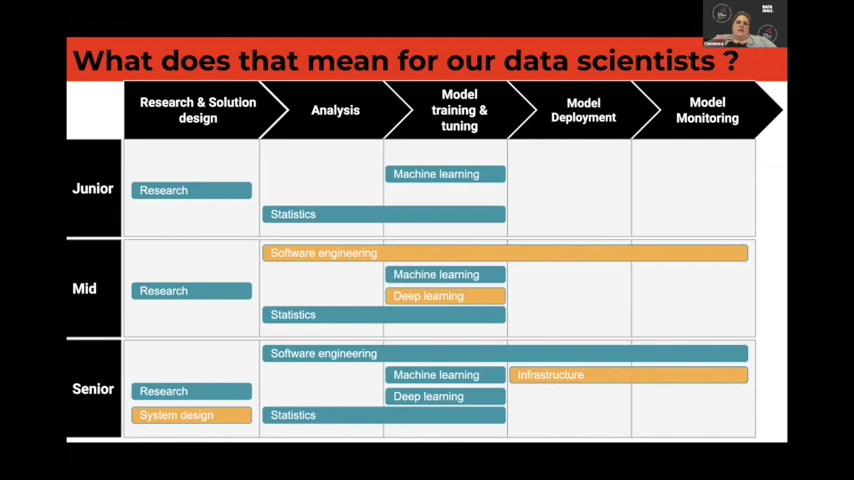 DATA
What does that mean for our data scientists ?
Clemence
Research & Solution
design
Analysis
Model
training &
tuning
Model
Deployment
Model
Monitoring
Junior
Research
Machine learning
Statistics
Mid
Research
Software engineering
Machine learning
Deep learning
Statistics
Senior
Research
System design
Software engineering
Machine learning
Infrastructure
Deep learning
Statistics